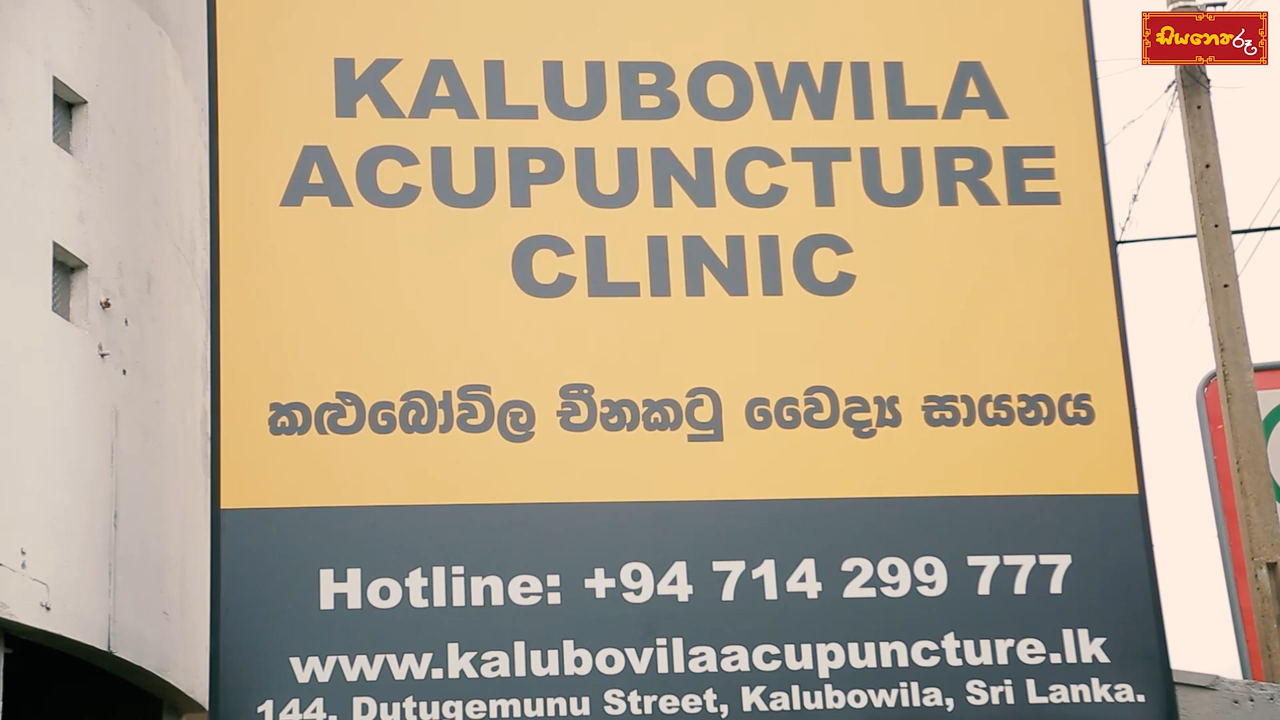 සියනෙත රූ
KALUBOWILA
ACUPUNCTURE
CLINIC
කළුබෝවිල චීනකටු වෛද්‍ය සායනය
Hotline: +94 714 299 777
www.kalubovilaacupuncture.lk
144, Dutugemunu Street, Kalubowila, Sri Lanka.